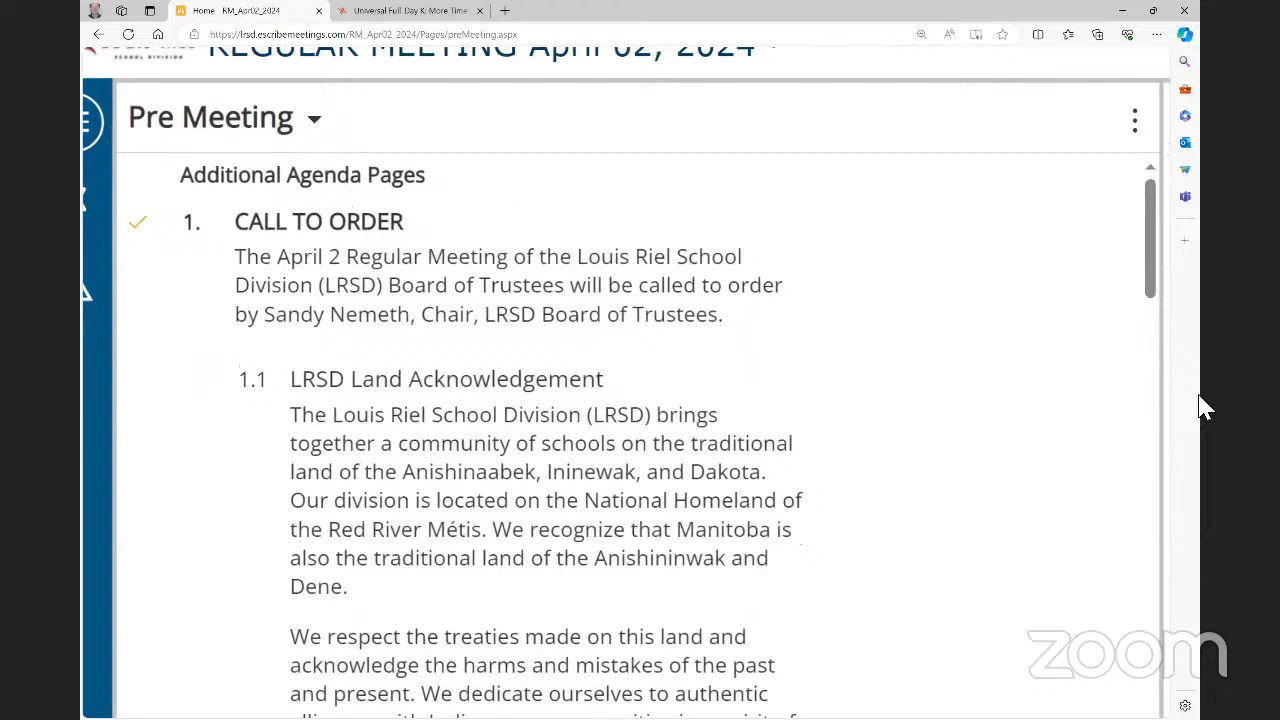 Home RM_Apr02_2024
Universal Full Day K: More Time
https://lrsd.escribemeetings.com/RM_Apr02_2024/Pages/preMeeting.aspx
REGULAR MEETING April 02, 2024
SCHOOL DIVISION
Pre Meeting
Additional Agenda Pages
1. CALL TO ORDER
The April 2 Regular Meeting of the Louis Riel School
Division (LRSD) Board of Trustees will be called to order
by Sandy Nemeth, Chair, LRSD Board of Trustees.
1.1 LRSD Land Acknowledgement
The Louis Riel School Division (LRSD) brings
together a community of schools on the traditional
land of the Anishinaabek, Ininewak, and Dakota.
Our division is located on the National Homeland of
the Red River Métis. We recognize that Manitoba is
also the traditional land of the Anishininwak and
Dene.
We respect the treaties made on this land and
acknowledge the harms and mistakes of the past
and present. We dedicate ourselves to authentic
zoom